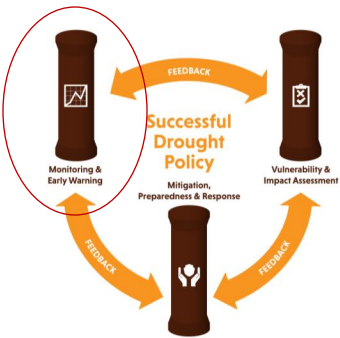 FEEDBACK
Successful
Drought
Policy
Monitoring &
Early Warning
Vulnerability &
Impact Assessment
Mitigation,
Preparedness & Response
FEEDBACK
FEEDBACK